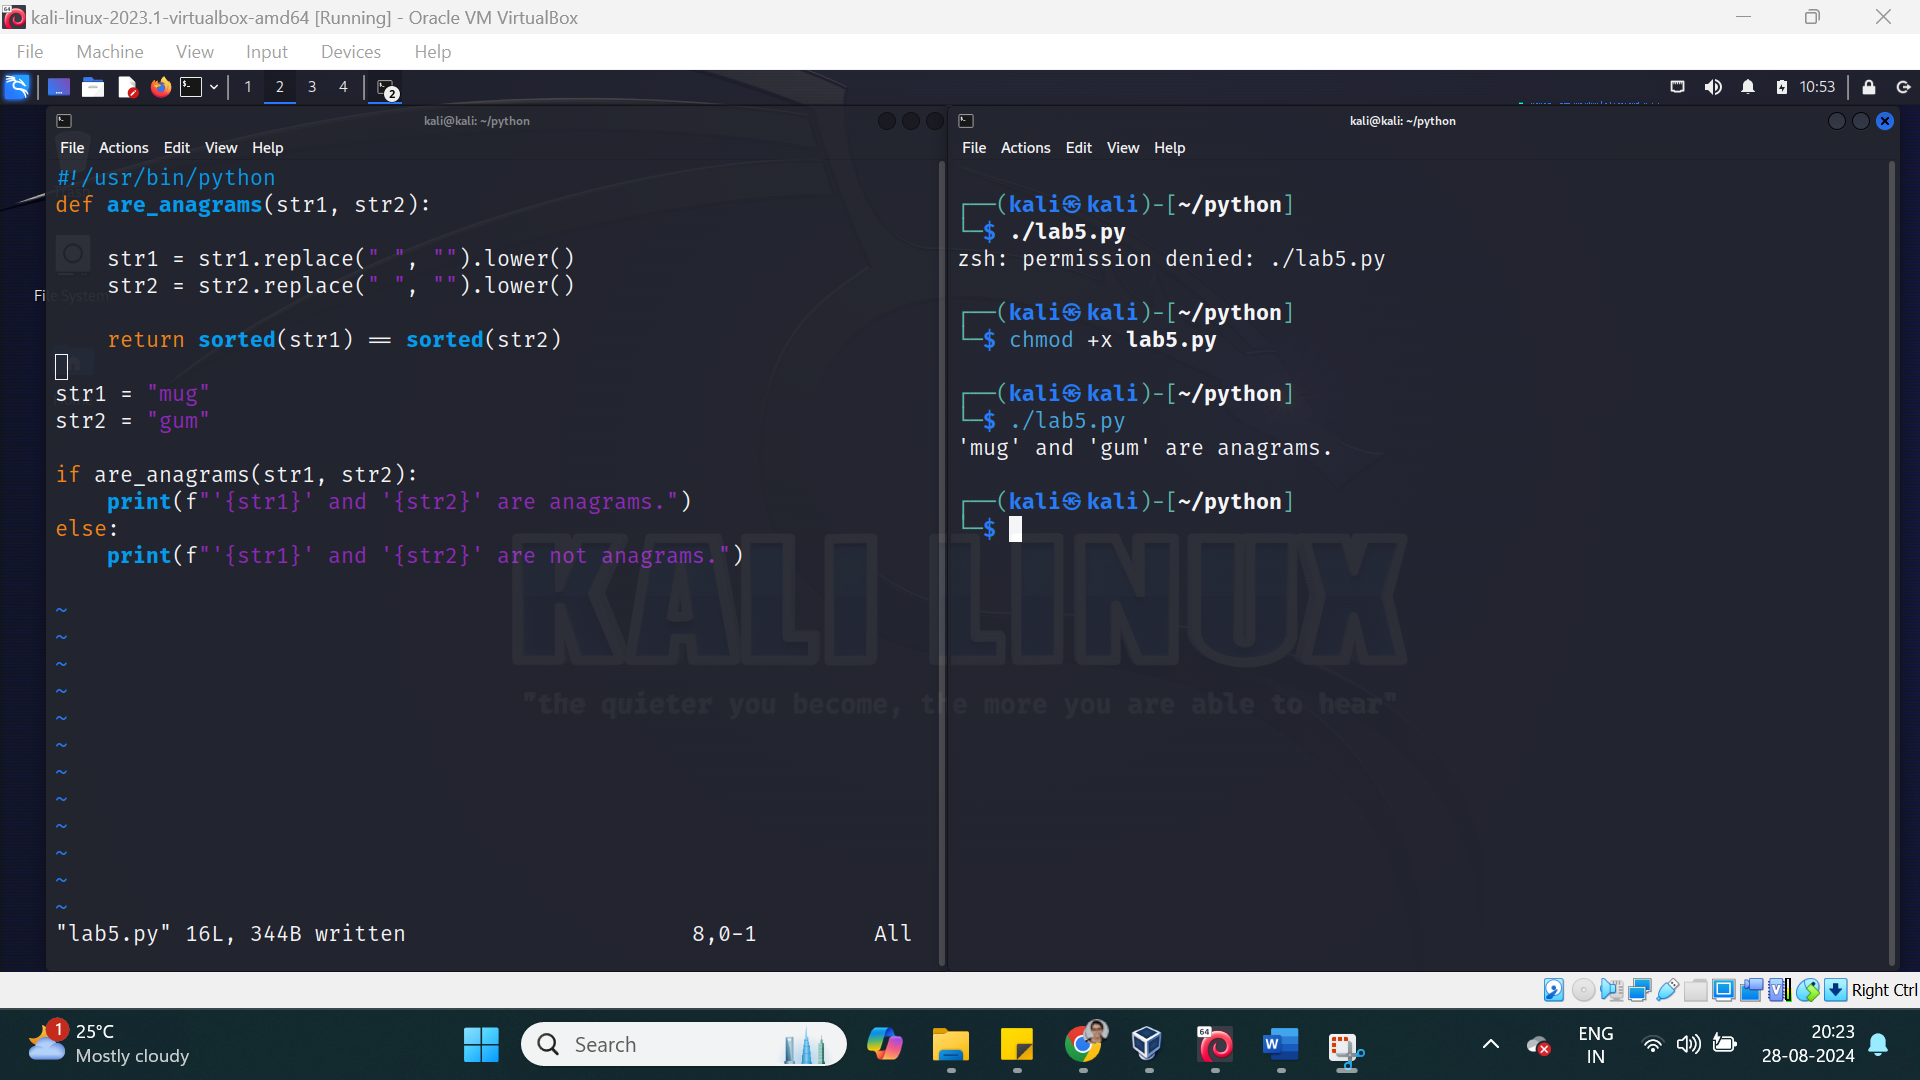 kali-linux-2023.1-virtualbox-amd64 [Running] - Oracle VM VirtualBox
File Machine View Input Devices Help
1 2 3 4 2 10:53
kali@kali: ~/python
File Actions Edit View Help
#!/usr/bin/python
def are_anagrams(str1, str2):
str1 = str1.replace(" ", "").lower()
str2 = str2.replace(" ", "").lower()
File System
return sorted(str1) == sorted(str2)
str1 = "mug"
str2 = "gum"
if are_anagrams(str1, str2):
print(f"'{str1}' and '{str2}' are anagrams.")
else:
print(f"'{str1}' and '{str2}' are not anagrams.")
~
~
~
~
~
~
~
~
~
~
~
~
"lab5.py" 16L, 344B written 8,0-1 All
kali@kali: ~/python
File Actions Edit View Help
┌──(kali㉿kali)-[~/python]
└─$ ./lab5.py
zsh: permission denied: ./lab5.py
┌──(kali㉿kali)-[~/python]
└─$ chmod +x lab5.py
┌──(kali㉿kali)-[~/python]
└─$ ./lab5.py
'mug' and 'gum' are anagrams.
┌──(kali㉿kali)-[~/python]
└─$
KALI LINUX
"the quieter you become, the more you are able to hear"
Right Ctrl
1 25°C
Mostly cloudy
Search
64
ENG
IN
20:23
28-08-2024